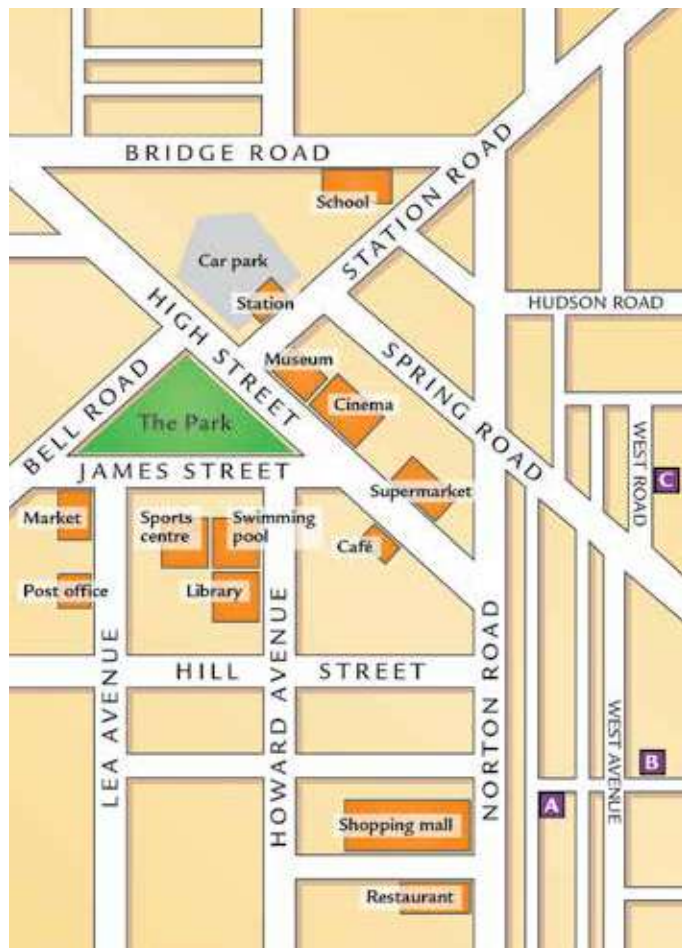 BRIDGE ROAD
STATION ROAD
School
Car park
Station
HUDSON ROAD
HIGH STREET
SPRING ROAD
Museum
Cinema
BELL ROAD
The Park
WEST ROAD
JAMES STREET
C
Supermarket
Market
Sports
centre
Swimming
pool
Café
Post office
Library
HILL STREET
LEA AVENUE
HOWARD AVENUE
NORTON ROAD
WEST AVENUE
B
A
Shopping mall
Restaurant